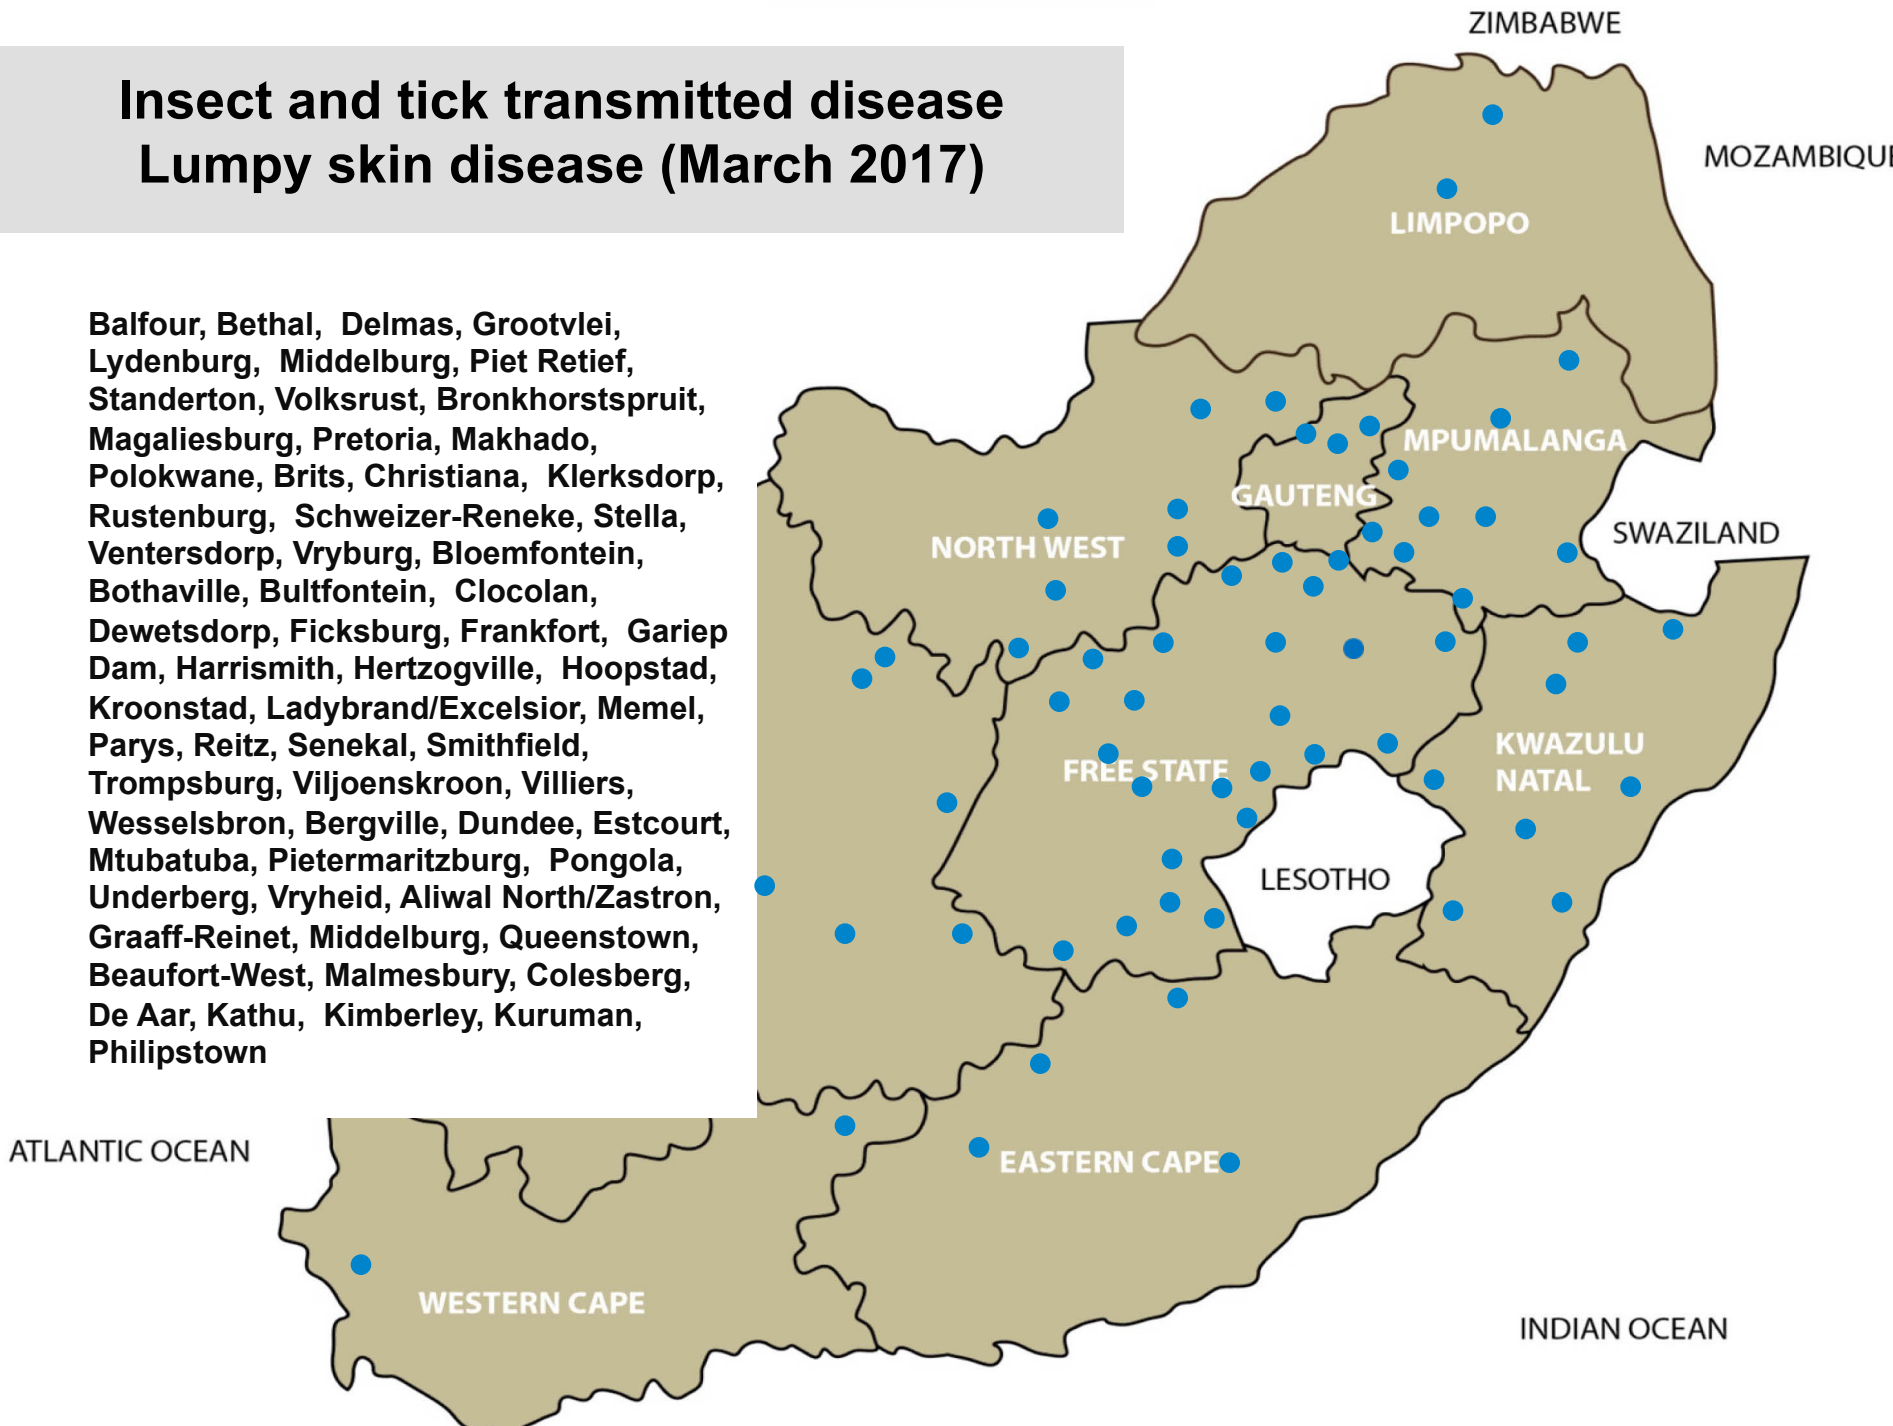 Insect and tick transmitted disease
Lumpy skin disease (March 2017)
Balfour, Bethal, Delmas, Grootvlei,
Lydenburg, Middelburg, Piet Retief,
Standerton, Volksrust, Bronkhorstspruit,
Magaliesburg, Pretoria, Makhado,
Polokwane, Brits, Christiana, Klerksdorp,
Rustenburg, Schweizer-Reneke, Stella,
Ventersdorp, Vryburg, Bloemfontein,
Bothaville, Bultfontein, Clocolan,
Dewetsdorp, Ficksburg, Frankfort, Gariep
Dam, Harrismith, Hertzogville, Hoopstad,
Kroonstad, Ladybrand/Excelsior, Memel,
Parys, Reitz, Senekal, Smithfield,
Trompsburg, Viljoenskroon, Villiers,
Wesselsbron, Bergville, Dundee, Estcourt,
Mtubatuba, Pietermaritzburg, Pongola,
Underberg, Vryheid, Aliwal North/Zastron,
Graaff-Reinet, Middelburg, Queenstown,
Beaufort-West, Malmesbury, Colesberg,
De Aar, Kathu, Kimberley, Kuruman,
Philipstown
ZIMBABWE
MOZAMBIQUE
LIMPOPO
MPUMALANGA
GAUTENG
SWAZILAND
NORTH WEST
KWAZULU
NATAL
FREE STATE
LESOTHO
ATLANTIC OCEAN
EASTERN CAPE
WESTERN CAPE
INDIAN OCEAN